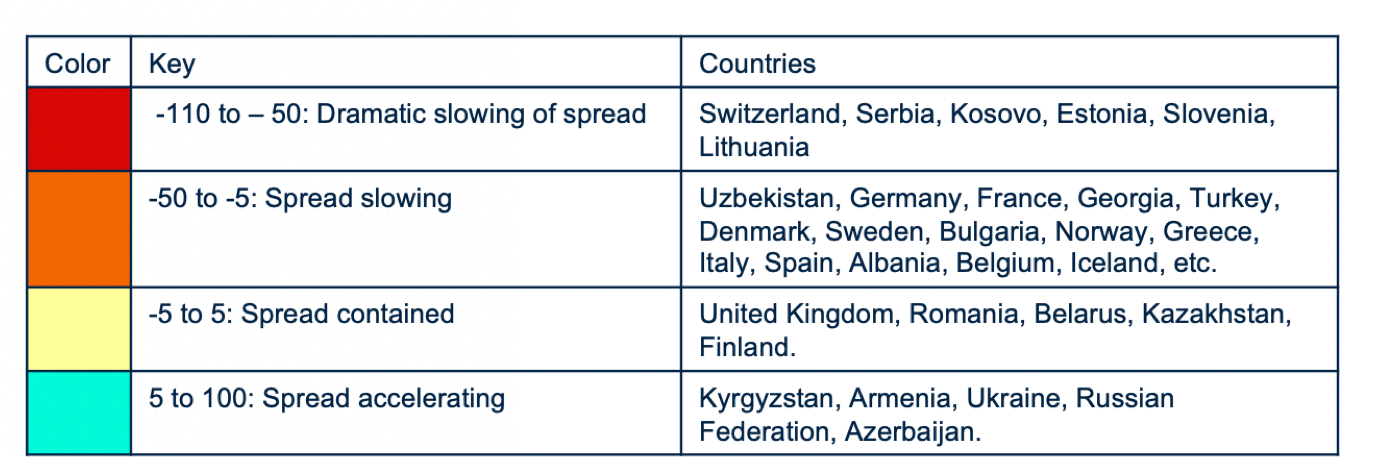 Color Key Countries
-110 to – 50: Dramatic slowing of spread
Switzerland, Serbia, Kosovo, Estonia, Slovenia,
Lithuania
-50 to -5: Spread slowing
Uzbekistan, Germany, France, Georgia, Turkey,
Denmark, Sweden, Bulgaria, Norway, Greece,
Italy, Spain, Albania, Belgium, Iceland, etc.
-5 to 5: Spread contained
United Kingdom, Romania, Belarus, Kazakhstan,
Finland.
5 to 100: Spread accelerating
Kyrgyzstan, Armenia, Ukraine, Russian
Federation, Azerbaijan.